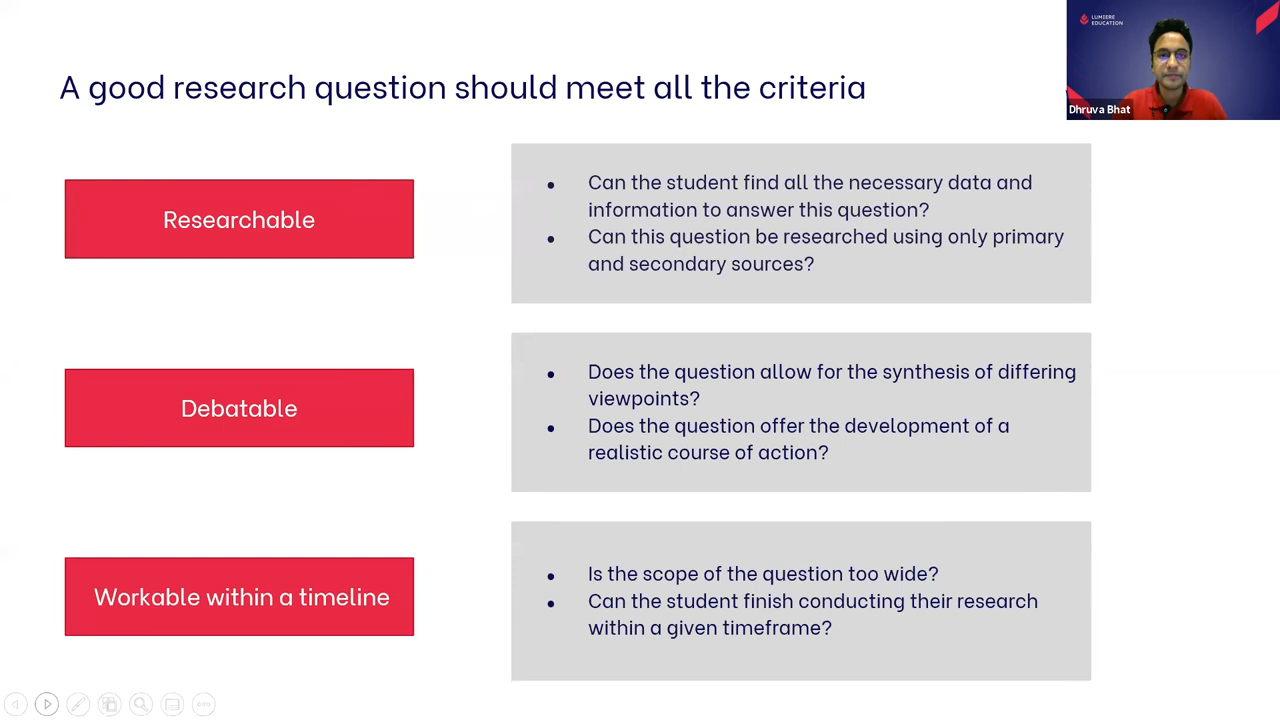 LUMIERE
EDUCATION
Dhruva Bhat
A good research question should meet all the criteria
Researchable
● Can the student find all the necessary data and
information to answer this question?
● Can this question be researched using only primary
and secondary sources?
Debatable
● Does the question allow for the synthesis of differing
viewpoints?
● Does the question offer the development of a
realistic course of action?
Workable within a timeline
● Is the scope of the question too wide?
● Can the student finish conducting their research
within a given timeframe?